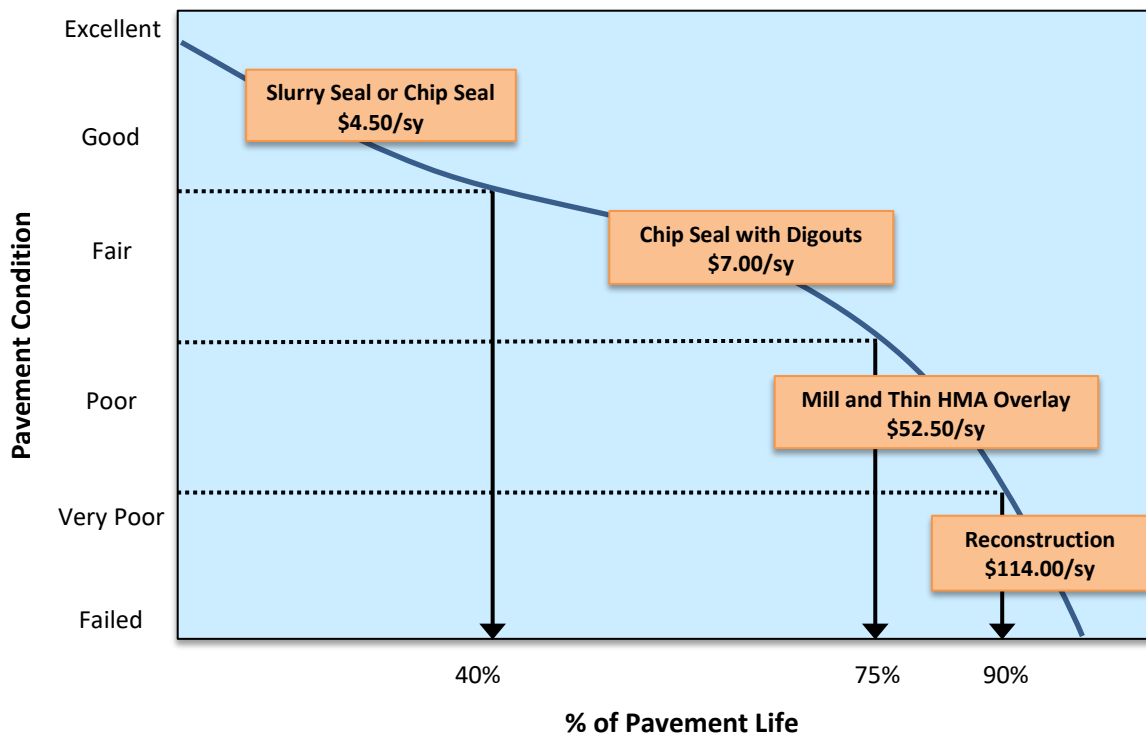 Excellent
Good
Fair
Poor
Very Poor
Failed
Pavement Condition
Slurry Seal or Chip Seal
$4.50/sy
Chip Seal with Digouts
$7.00/sy
Mill and Thin HMA Overlay
$52.50/sy
Reconstruction
$114.00/sy
40%
75%
90%
% of Pavement Life